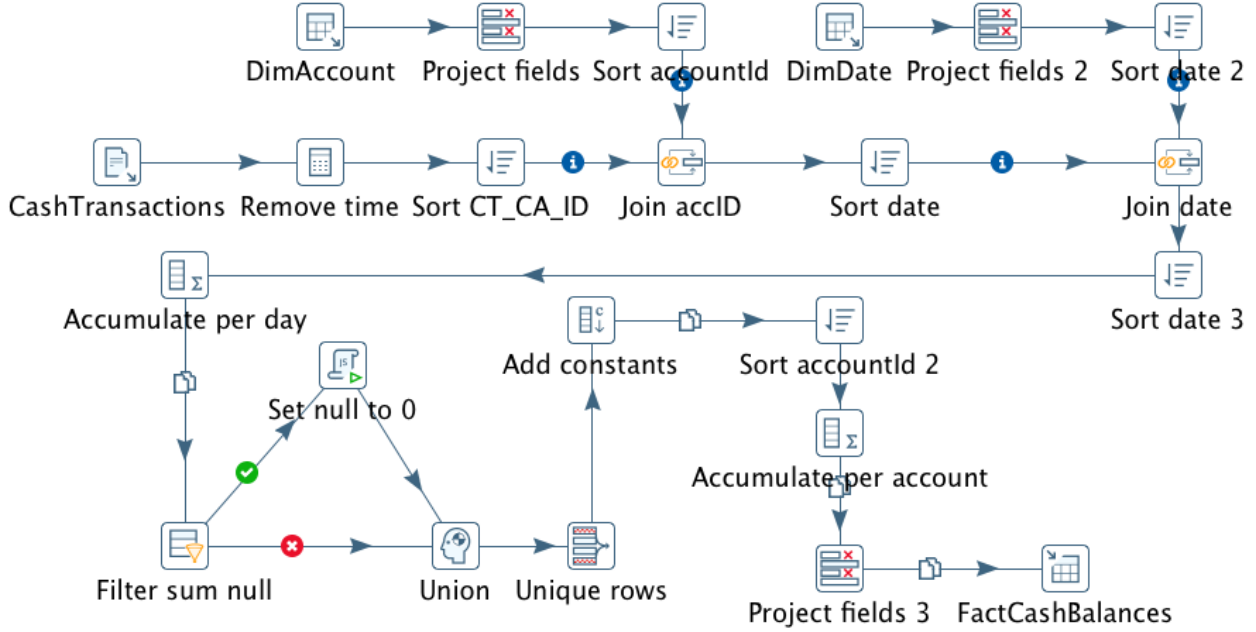 DimAccount
Project fields
Sort accountId
DimDate
Project fields 2
Sort date 2
CashTransactions
Remove time
Sort CT_CA_ID
Join accID
Sort date
Join date
Accumulate per day
Sort date 3
Add constants
Sort accountId 2
Set null to 0
Accumulate per account
Filter sum null
Union
Unique rows
Project fields 3
FactCashBalances